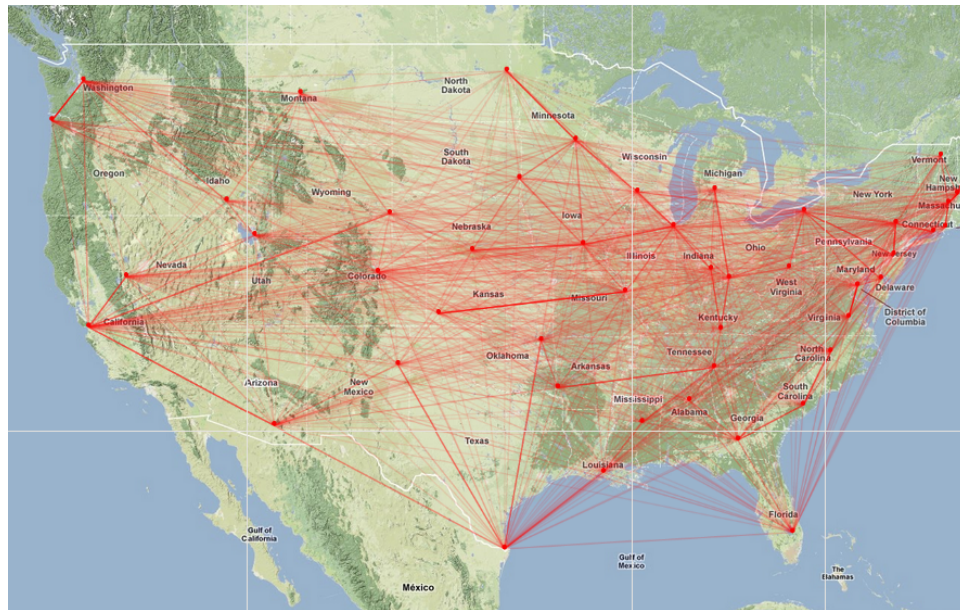 Washington
Montana
North
Dakota
Minnesota
Vermont
New
Hampsh
Oregon
Idaho
South
Dakota
Wisconsin
Michigan
New York
Massachu
Wyoming
Connecticut
Nebraska
Iowa
Nevada
Utah
Colorado
Illinois
Indiana
Ohio
Pennsylvania
New Jersey
Maryland
Delaware
West
Virginia
Kansas
Missouri
District of
Columbia
California
Kentucky
Virginia
Oklahoma
Tennessee
North
Carolina
Arizona
New
Mexico
Arkansas
South
Carolina
Mississippi
Alabama
Georgia
Texas
Louisiana
Florida
Gulf of
California
Gulf of
Mexico
The
México